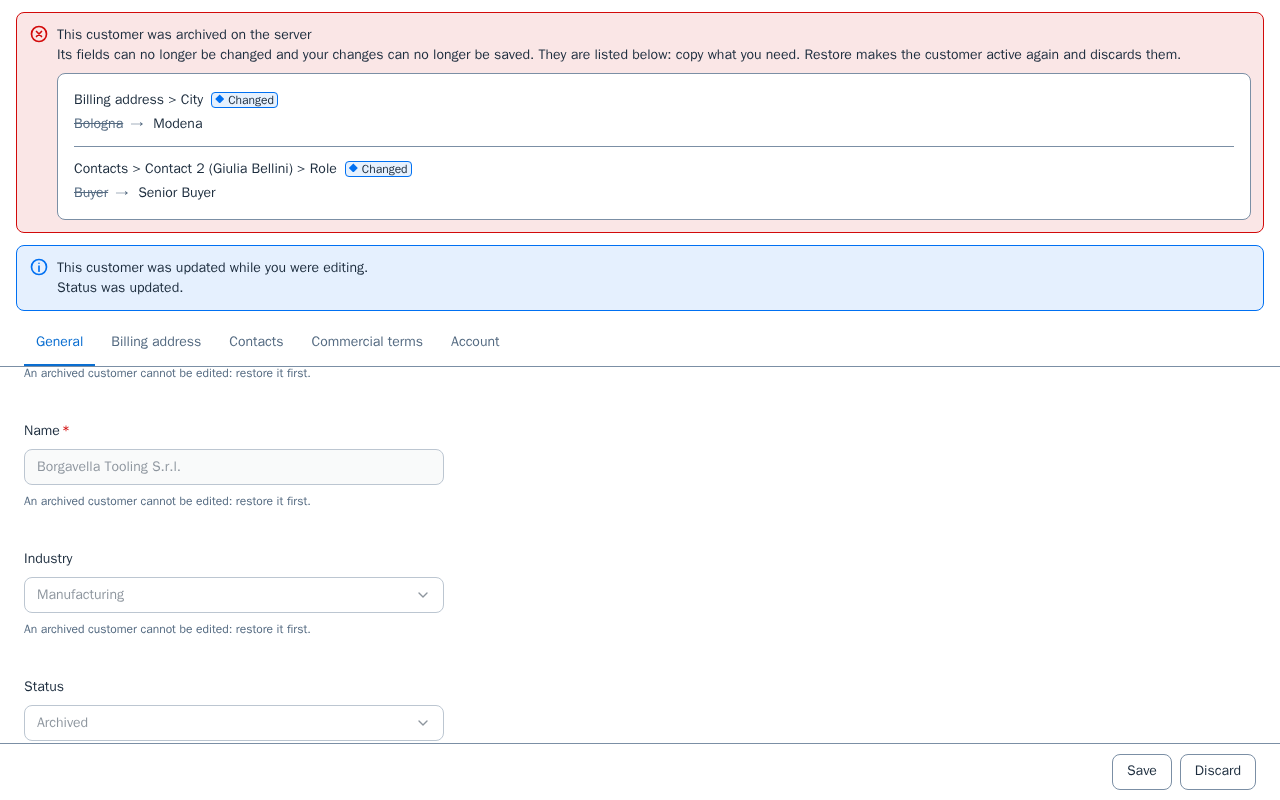 This customer was archived on the server
Its fields can no longer be changed and your changes can no longer be saved. They are listed below: copy what you need. Restore makes the customer active again and discards them.
Billing address > City Changed
Bologna → Modena
Contacts > Contact 2 (Giulia Bellini) > Role Changed
Buyer → Senior Buyer
This customer was updated while you were editing.
Status was updated.
General Billing address Contacts Commercial terms Account
An archived customer cannot be edited: restore it first.
Name *
Borgavella Tooling S.r.l.
An archived customer cannot be edited: restore it first.
Industry
Manufacturing
An archived customer cannot be edited: restore it first.
Status
Archived
Save Discard